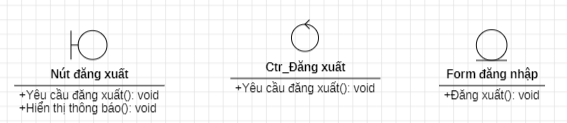 Nút đăng xuất
+Yêu cầu đăng xuất(): void
+Hiển thị thông báo(): void
Ctr_Đăng xuất
+Yêu cầu đăng xuất(): void
Form đăng nhập
+Đăng xuất(): void